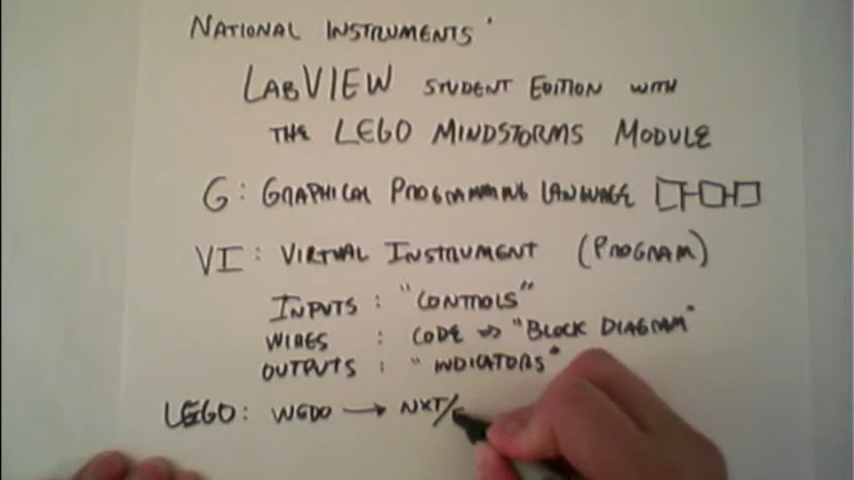 NATIONAL INSTRUMENTS'
LABVIEW STUDENT EDITION WITH
THE LEGO MINDSTORMS MODULE
G: GRAPHICAL PROGRAMMING LANGUAGE
VI: VIRTUAL INSTRUMENT (PROGRAM)
INPUTS: "CONTROLS"
WIRES: CODE => "BLOCK DIAGRAM"
OUTPUTS: "INDICATORS"
LEGO: WEDO → NXT/